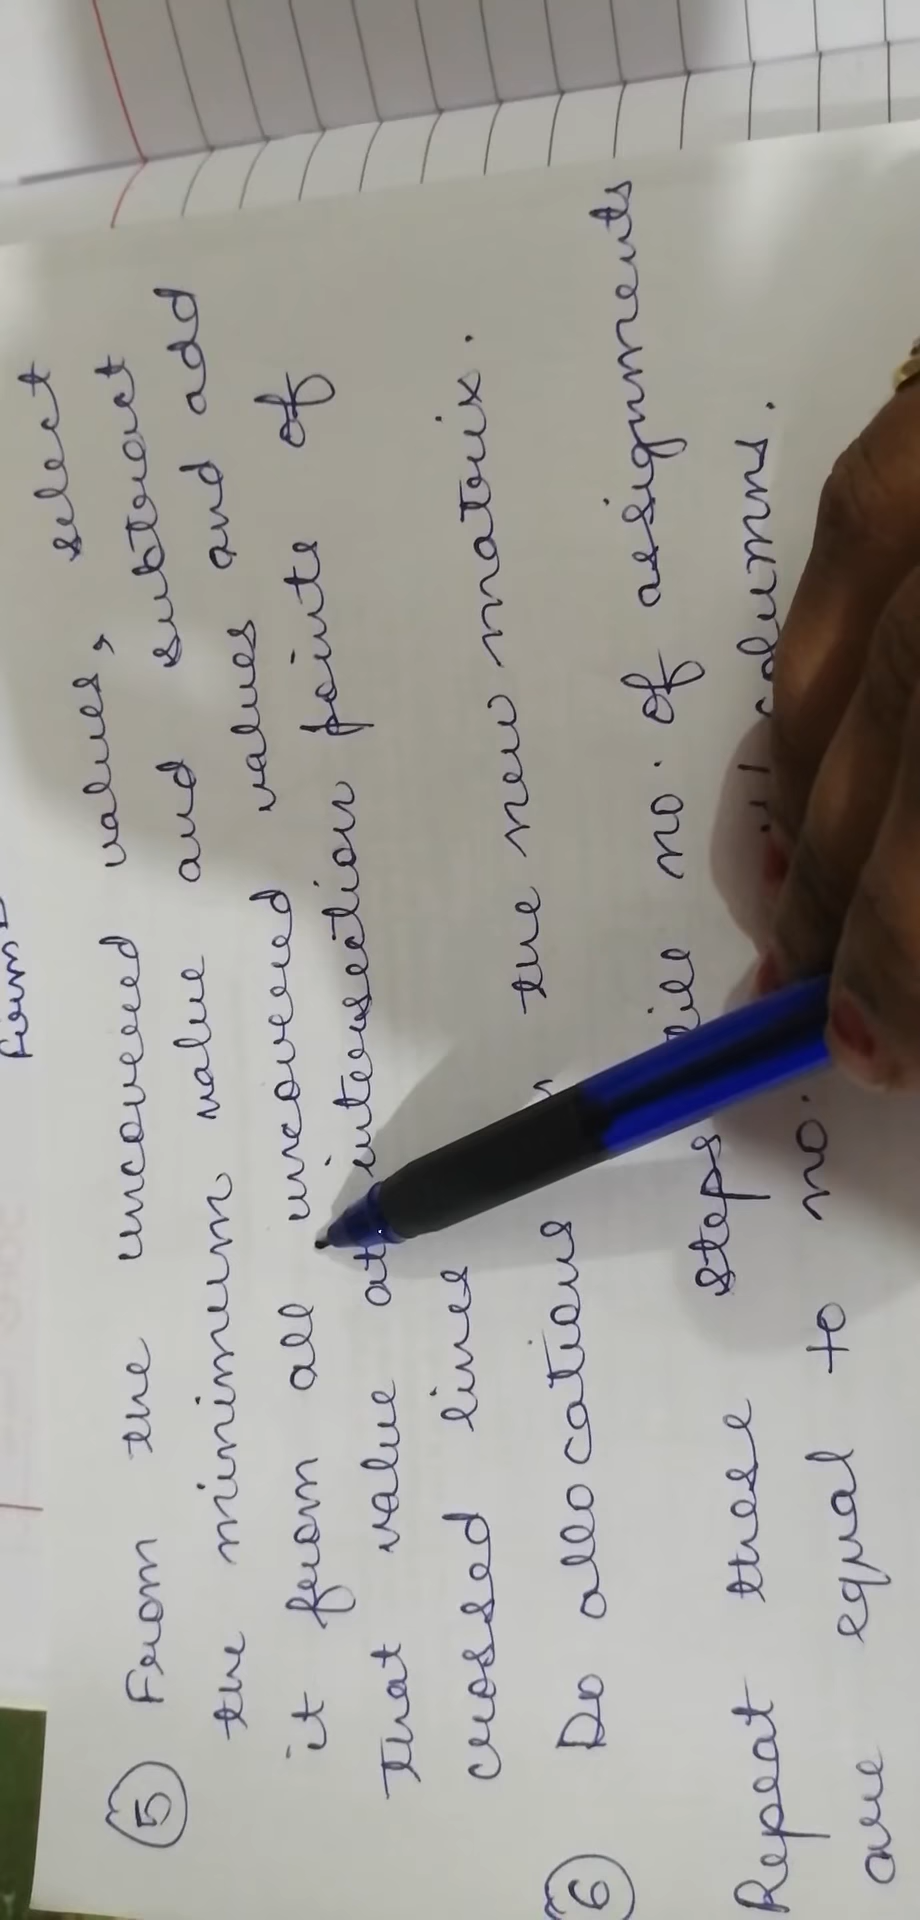 ⑤ From the uncovered values, select
the minimum value and subtract
it from all uncovered values and add
that value at intersection points of
crossed lines
⑥ Do allocations the new matrix.
Repeat these steps till no. of assignments
are equal to no. columns.